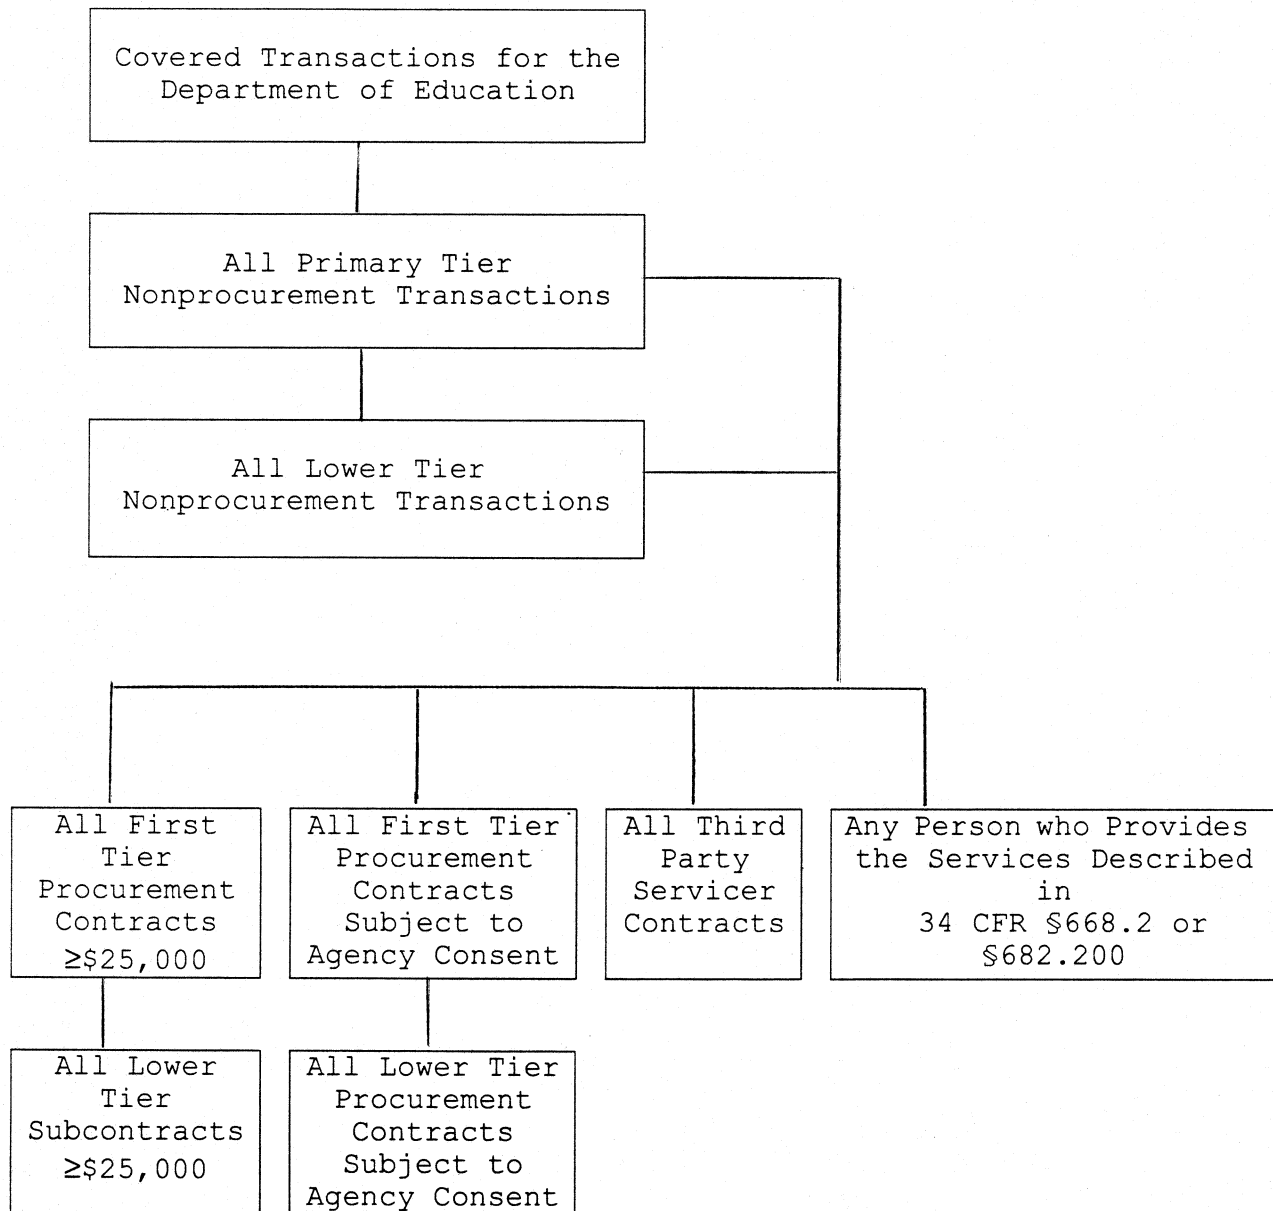 Covered Transactions for the
Department of Education
All Primary Tier
Nonprocurement Transactions
All Lower Tier
Nonprocurement Transactions
All First
Tier
Procurement
Contracts
≥$25,000
All First Tier
Procurement
Contracts
Subject to
Agency Consent
All Third
Party
Servicer
Contracts
Any Person who Provides
the Services Described
in
34 CFR §668.2 or
§682.200
All Lower
Tier
Subcontracts
≥$25,000
All Lower Tier
Procurement
Contracts
Subject to
Agency Consent